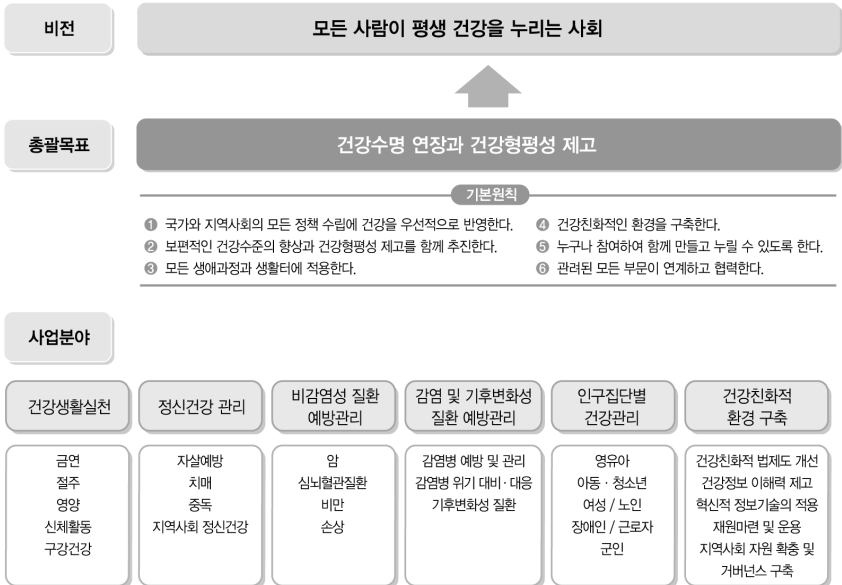 비전
모든 사람이 평생 건강을 누리는 사회
총괄목표
건강수명 연장과 건강형평성 제고
기본원칙
❶ 국가와 지역사회의 모든 정책 수립에 건강을 우선적으로 반영한다.
❷ 보편적인 건강수준의 향상과 건강형평성 제고를 함께 추진한다.
❸ 모든 생애과정과 생활터에 적용한다.
❹ 건강친화적인 환경을 구축한다.
❺ 누구나 참여하여 함께 만들고 누릴 수 있도록 한다.
❻ 관려된 모든 부문이 연계하고 협력한다.
사업분야
건강생활실천
금연
절주
영양
신체활동
구강건강
정신건강 관리
자살예방
치매
중독
지역사회 정신건강
비감염성 질환
예방관리
암
심뇌혈관질환
비만
손상
감염 및 기후변화성
질환 예방관리
감염병 예방 및 관리
감염병 위기 대비·대응
기후변화성 질환
인구집단별
건강관리
영유아
아동·청소년
여성 / 노인
장애인 / 근로자
군인
건강친화적
환경 구축
건강친화적 법제도 개선
건강정보 이해력 제고
혁신적 정보기술의 적용
재원마련 및 운용
지역사회 자원 확충 및
거버넌스 구축